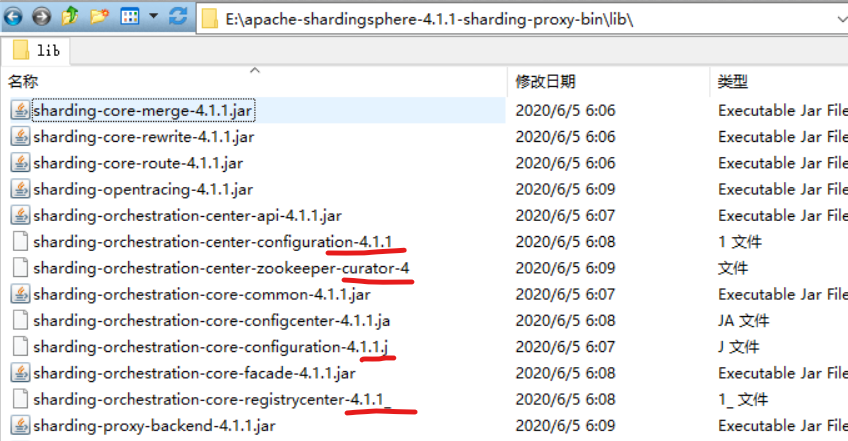 E:\apache-shardingsphere-4.1.1-sharding-proxy-bin\lib\
lib
名称 修改日期 类型
sharding-core-merge-4.1.1.jar 2020/6/5 6:06 Executable Jar File
sharding-core-rewrite-4.1.1.jar 2020/6/5 6:06 Executable Jar File
sharding-core-route-4.1.1.jar 2020/6/5 6:06 Executable Jar File
sharding-opentracing-4.1.1.jar 2020/6/5 6:09 Executable Jar File
sharding-orchestration-center-api-4.1.1.jar 2020/6/5 6:07 Executable Jar File
sharding-orchestration-center-configuration-4.1.1 2020/6/5 6:08 1 文件
sharding-orchestration-center-zookeeper-curator-4 2020/6/5 6:09 文件
sharding-orchestration-core-common-4.1.1.jar 2020/6/5 6:07 Executable Jar File
sharding-orchestration-core-configcenter-4.1.1.ja 2020/6/5 6:08 JA 文件
sharding-orchestration-core-configuration-4.1.1.j 2020/6/5 6:07 J 文件
sharding-orchestration-core-facade-4.1.1.jar 2020/6/5 6:08 Executable Jar File
sharding-orchestration-core-registrycenter-4.1.1_ 2020/6/5 6:08 1_ 文件
sharding-proxy-backend-4.1.1.jar 2020/6/5 6:09 Executable Jar File